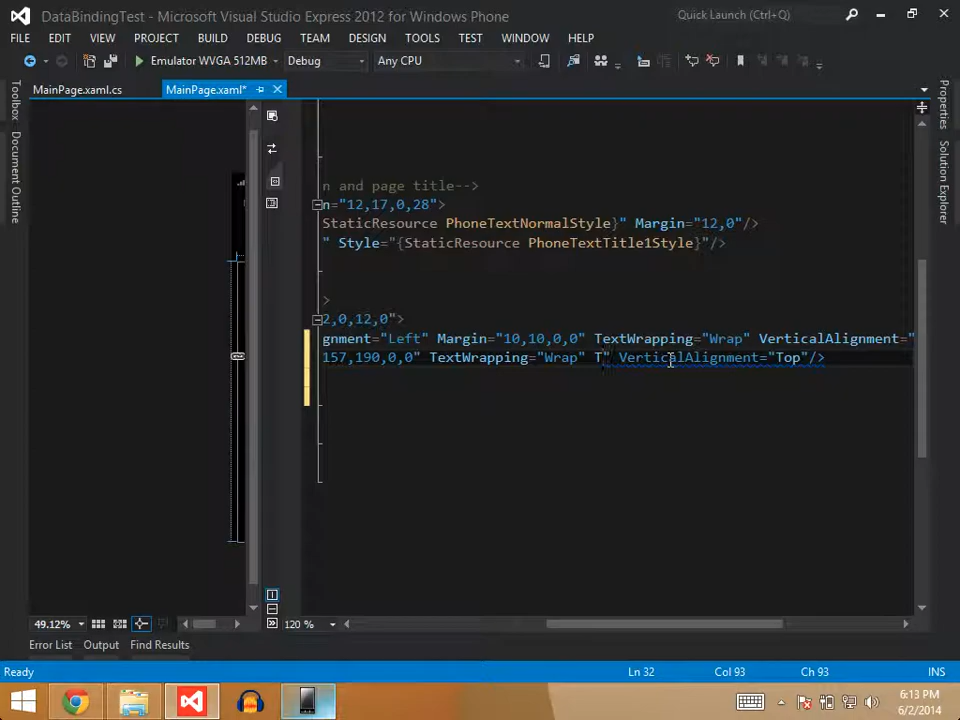 DataBindingTest - Microsoft Visual Studio Express 2012 for Windows Phone
Quick Launch (Ctrl+Q)
FILE EDIT VIEW PROJECT BUILD DEBUG TEAM DESIGN TOOLS TEST WINDOW HELP
Emulator WVGA 512MB Debug Any CPU
Toolbox
Document Outline
MainPage.xaml.cs MainPage.xaml*
Properties
Solution Explorer
n and page title-->
n="12,17,0,28">
StaticResource PhoneTextNormalStyle}" Margin="12,0"/>
" Style="{StaticResource PhoneTextTitle1Style}"/>
>
2,0,12,0">
gnment="Left" Margin="10,10,0,0" TextWrapping="Wrap" VerticalAlignment="
157,190,0,0" TextWrapping="Wrap" T" VerticalAlignment="Top"/>
49.12% 120 %
Error List Output Find Results
Ready Ln 32 Col 93 Ch 93 INS
6:13 PM
6/2/2014